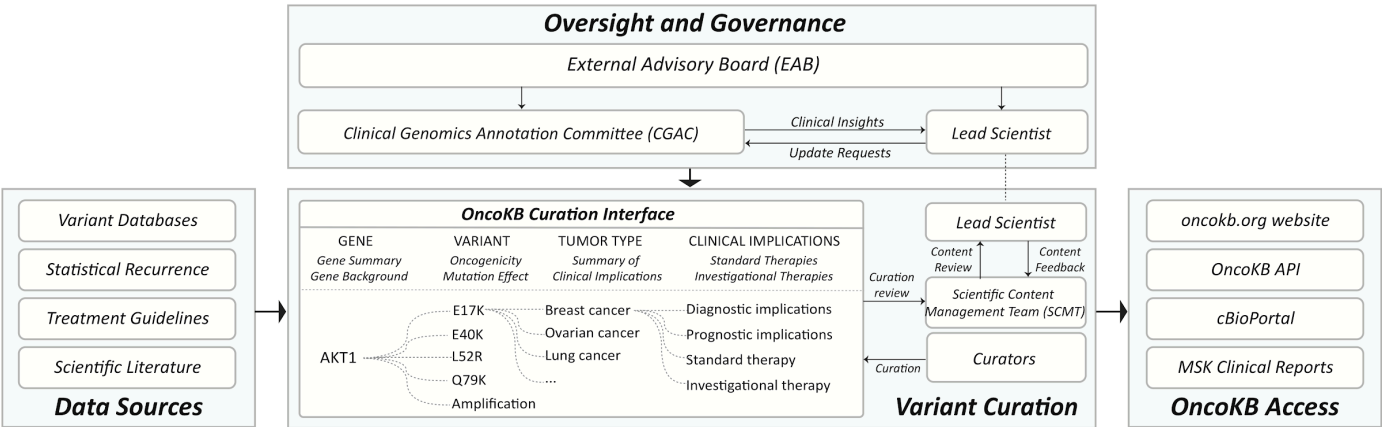 Oversight and Governance
External Advisory Board (EAB)
Clinical Genomics Annotation Committee (CGAC)
Clinical Insights
Update Requests
Lead Scientist
Variant Databases
Statistical Recurrence
Treatment Guidelines
Scientific Literature
Data Sources
OncoKB Curation Interface
GENE
Gene Summary
Gene Background
VARIANT
Oncogenicity
Mutation Effect
TUMOR TYPE
Summary of
Clinical Implications
CLINICAL IMPLICATIONS
Standard Therapies
Investigational Therapies
AKT1
E17K
E40K
L52R
Q79K
Amplification
Breast cancer
Ovarian cancer
Lung cancer
...
Diagnostic implications
Prognostic implications
Standard therapy
Investigational therapy
Curation
review
Curation
Lead Scientist
Content
Review
Content
Feedback
Scientific Content
Management Team (SCMT)
Curators
Variant Curation
oncokb.org website
OncoKB API
cBioPortal
MSK Clinical Reports
OncoKB Access